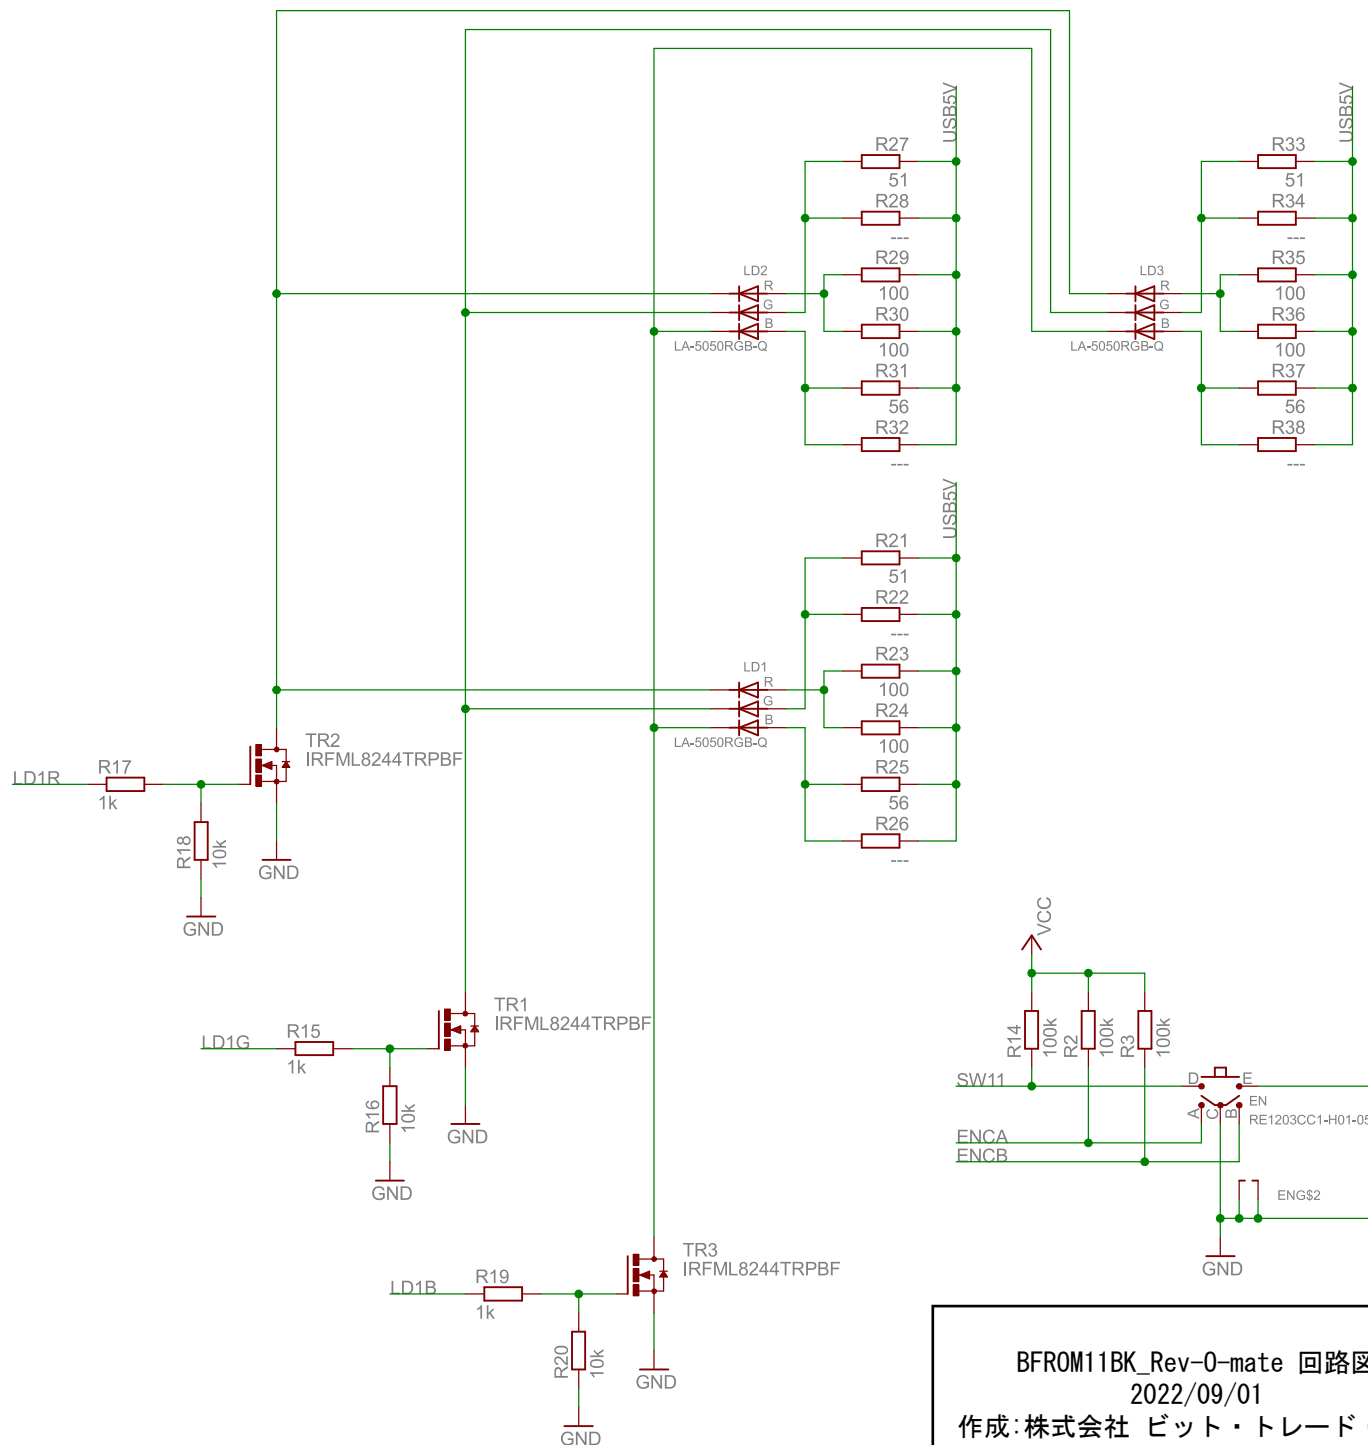 USB5V
USB5V
R27
51
R28
---
R29
100
R30
100
R31
56
R32
---
LD2
R
G
B
LA-5050RGB-Q
R33
51
R34
---
R35
100
R36
100
R37
56
R38
---
LD3
R
G
B
LA-5050RGB-Q
USB5V
R21
51
R22
---
R23
100
R24
100
R25
56
R26
---
LD1
R
G
B
LA-5050RGB-Q
TR2
IRFML8244TRPBF
LD1R
R17
1k
R18
10k
GND
GND
TR1
IRFML8244TRPBF
LD1G
R15
1k
R16
10k
GND
GND
TR3
IRFML8244TRPBF
LD1B
R19
1k
R20
10k
GND
GND
VCC
R14
100k
R2
100k
R3
100k
SW11
D
E
A
C
B
EN
RE1203CC1-H01-05
ENCA
ENCB
ENG$2
GND
BFROM11BK_Rev-O-mate 回路図
2022/09/01
作成:株式会社 ビット・トレード・